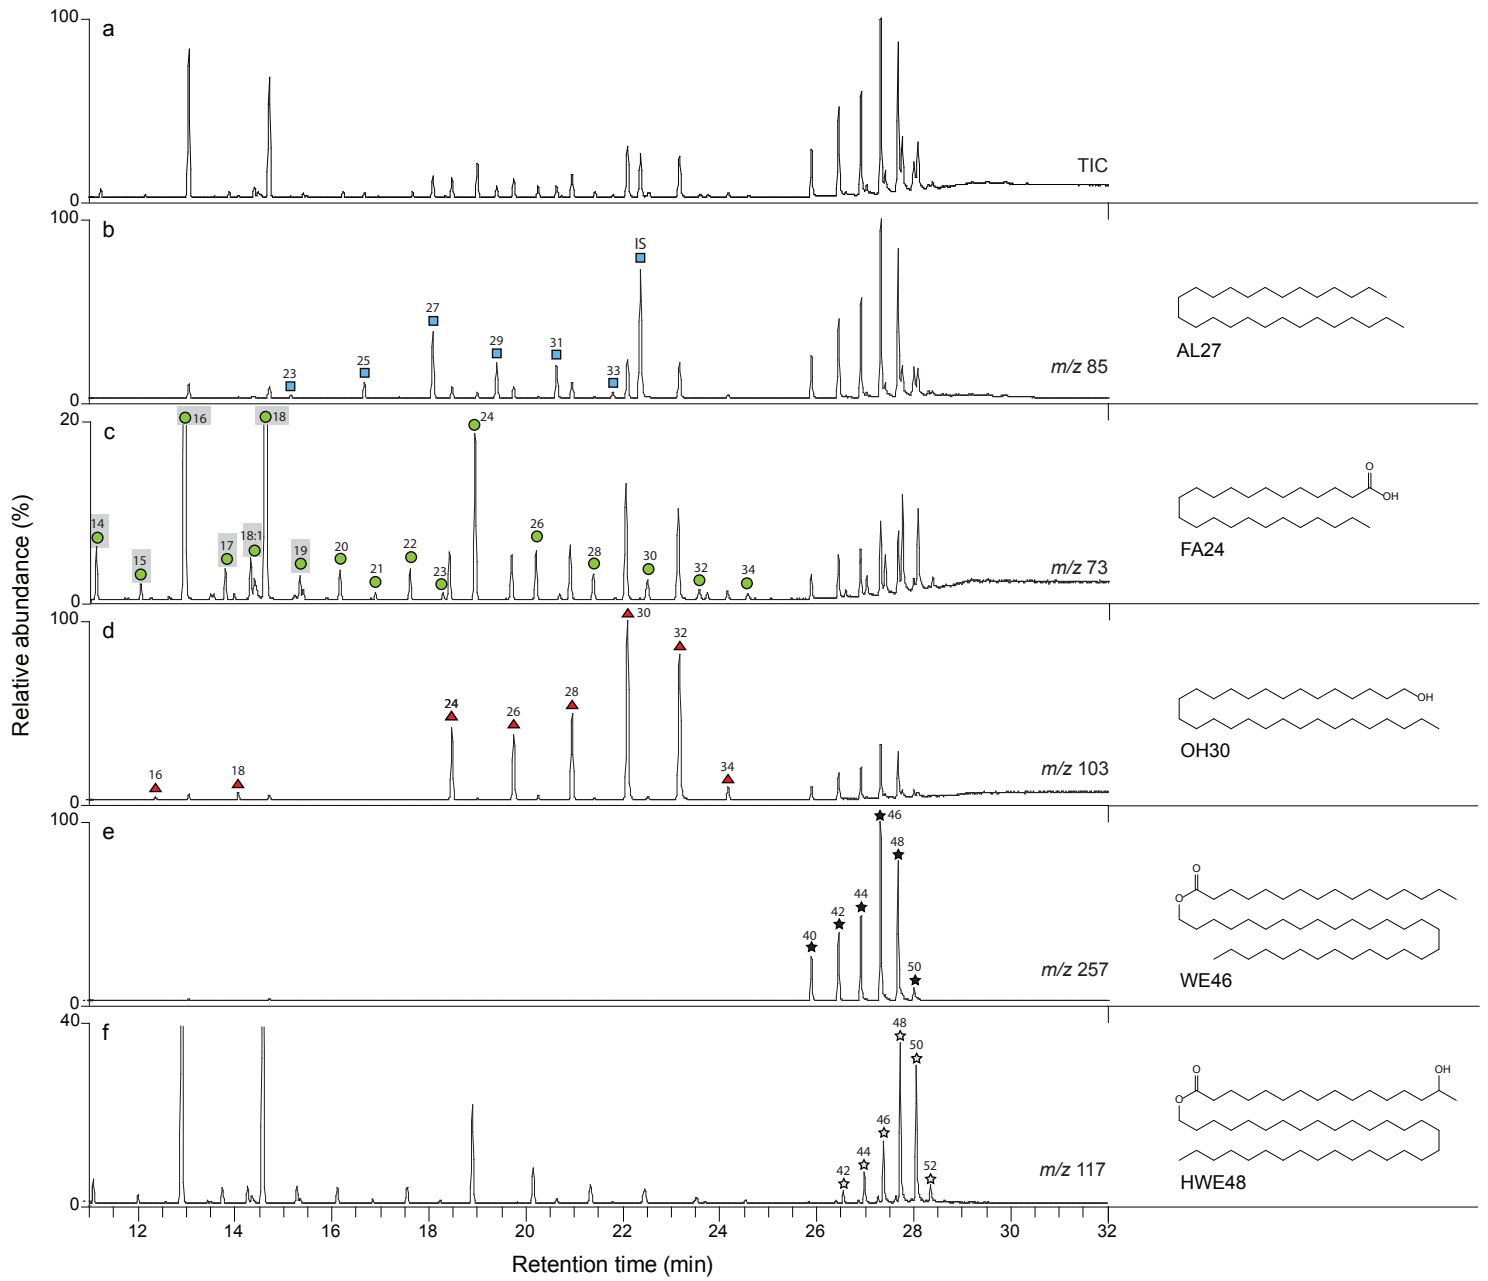 100
a
TIC
0
100
b
IS
27
29
31
25
23
33
m/z 85
0
AL27
20
c
16
18
24
14
18:1
17
19
15
20
21
22
23
26
28
30
32
34
m/z 73
0
O
OH
FA24
100
d
30
32
28
24
26
16
18
34
m/z 103
0
OH
OH30
100
e
46
48
44
42
40
50
m/z 257
0
O
O
WE46
40
f
48
50
46
44
42
52
m/z 117
0
O
OH
O
HWE48
12 14 16 18 20 22 24 26 28 30 32
Retention time (min)
Relative abundance (%)